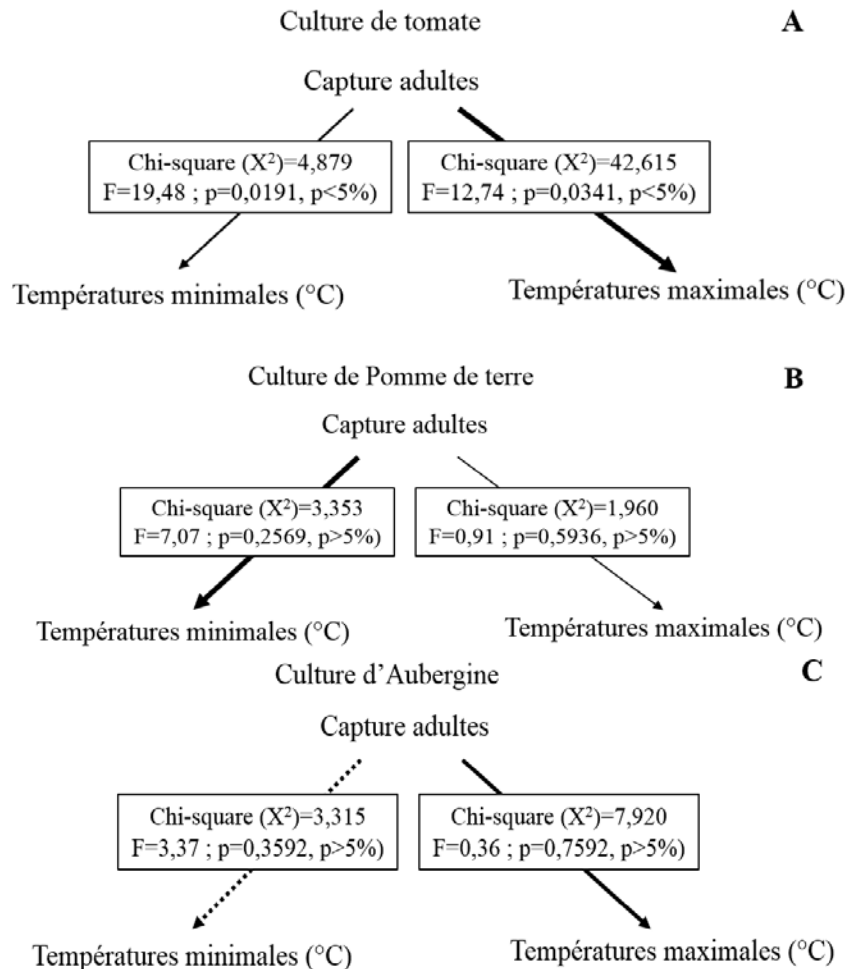 Culture de tomate
A
Capture adultes
Chi-square (X²)=4,879
F=19,48 ; p=0,0191, p<5%)
Chi-square (X²)=42,615
F=12,74 ; p=0,0341, p<5%)
Températures minimales (°C)
Températures maximales (°C)
Culture de Pomme de terre
B
Capture adultes
Chi-square (X²)=3,353
F=7,07 ; p=0,2569, p>5%)
Chi-square (X²)=1,960
F=0,91 ; p=0,5936, p>5%)
Températures minimales (°C)
Températures maximales (°C)
Culture d’Aubergine
C
Capture adultes
Chi-square (X²)=3,315
F=3,37 ; p=0,3592, p>5%)
Chi-square (X²)=7,920
F=0,36 ; p=0,7592, p>5%)
Températures minimales (°C)
Températures maximales (°C)